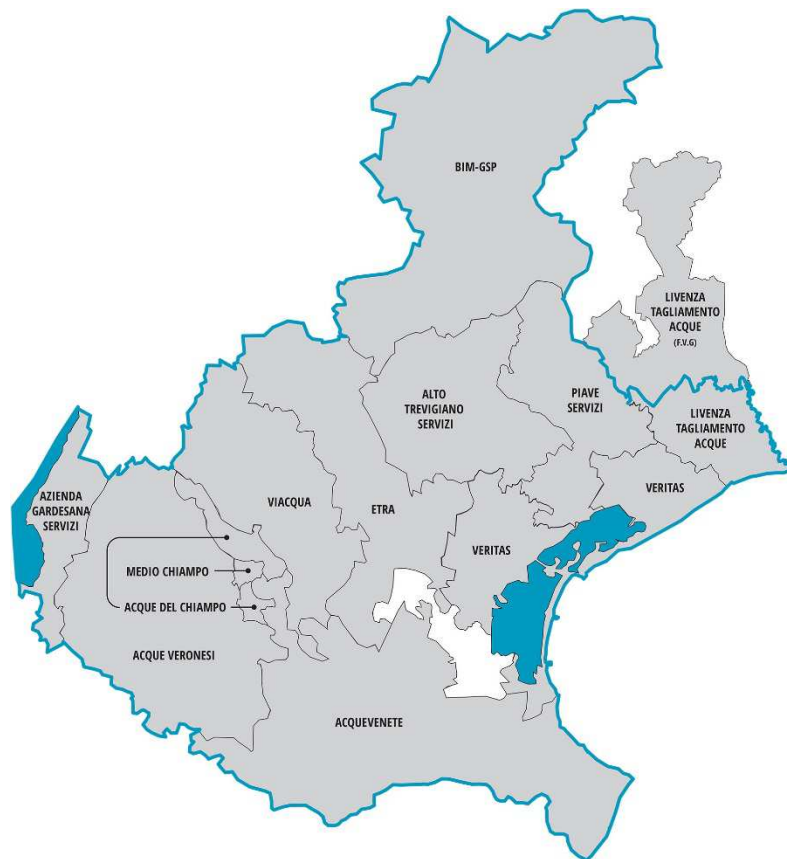 BIM-GSP
LIVENZA
TAGLIAMENTO
ACQUE
(F.V.G)
ALTO
TREVIGIANO
SERVIZI
PIAVE
SERVIZI
LIVENZA
TAGLIAMENTO
ACQUE
AZIENDA
GARDESANA
SERVIZI
VIACQUA
ETRA
VERITAS
VERITAS
MEDIO CHIAMPO
ACQUE DEL CHIAMPO
ACQUE VERONESI
ACQUEVENETE